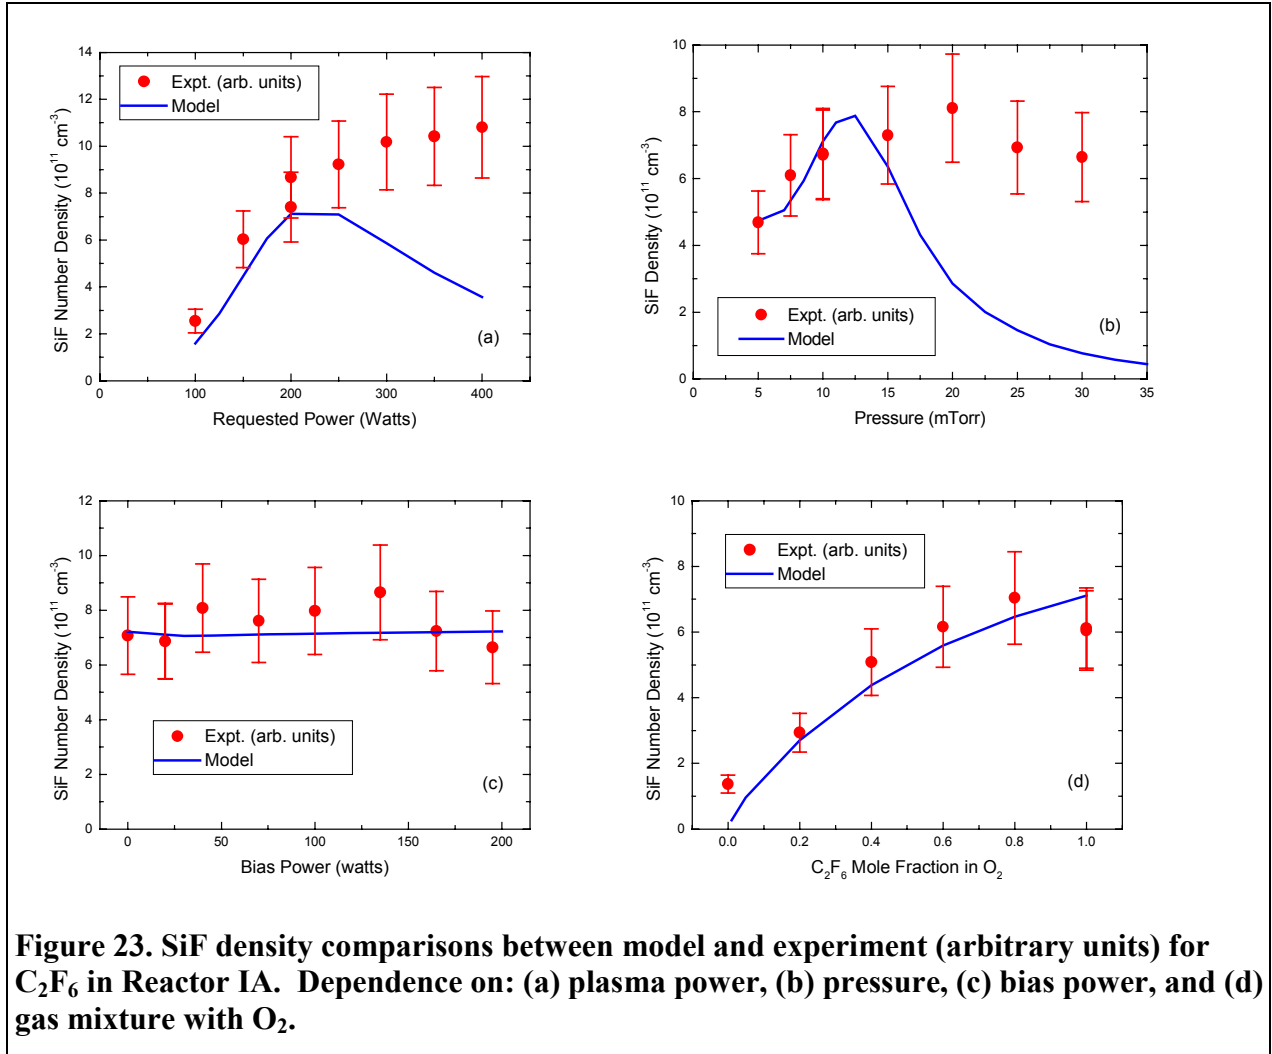 14
12
10
8
6
4
2
0
SiF Number Density (10¹¹ cm⁻³)
Expt. (arb. units)
Model
(a)
0 100 200 300 400
Requested Power (Watts)
10
8
6
4
2
0
SiF Density (10¹¹ cm⁻³)
Expt. (arb. units)
Model
(b)
0 5 10 15 20 25 30 35
Pressure (mTorr)
12
10
8
6
4
2
0
SiF Number Density (10¹¹ cm⁻³)
Expt. (arb. units)
Model
(c)
0 50 100 150 200
Bias Power (watts)
10
8
6
4
2
0
SiF Number Density (10¹¹ cm⁻³)
Expt. (arb. units)
Model
(d)
0.0 0.2 0.4 0.6 0.8 1.0
C₂F₆ Mole Fraction in O₂
Figure 23. SiF density comparisons between model and experiment (arbitrary units) for
C₂F₆ in Reactor IA. Dependence on: (a) plasma power, (b) pressure, (c) bias power, and (d)
gas mixture with O₂.